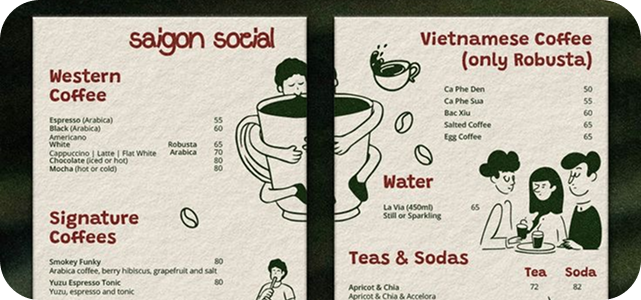 saigon social
Western
Coffee
Espresso (Arabica) 55
Black (Arabica) 60
Americano
White Robusta 65
Cappuccino | Latte | Flat White Arabica 70
Chocolate (iced or hot) 80
Mocha (hot or cold) 80
Signature
Coffees
Smokey Funky 80
Arabica coffee, berry hibiscus, grapefruit and salt
Yuzu Espresso Tonic 80
Yuzu, espresso and tonic
Vietnamese Coffee
(only Robusta)
Ca Phe Den 50
Ca Phe Sua 55
Bac Xiu 60
Salted Coffee 65
Egg Coffee 65
Water
La Via (450ml) 65
Still or Sparkling
Teas & Sodas
Tea Soda
Apricot & Chia 72 82
Apricot & Chia & Accelora